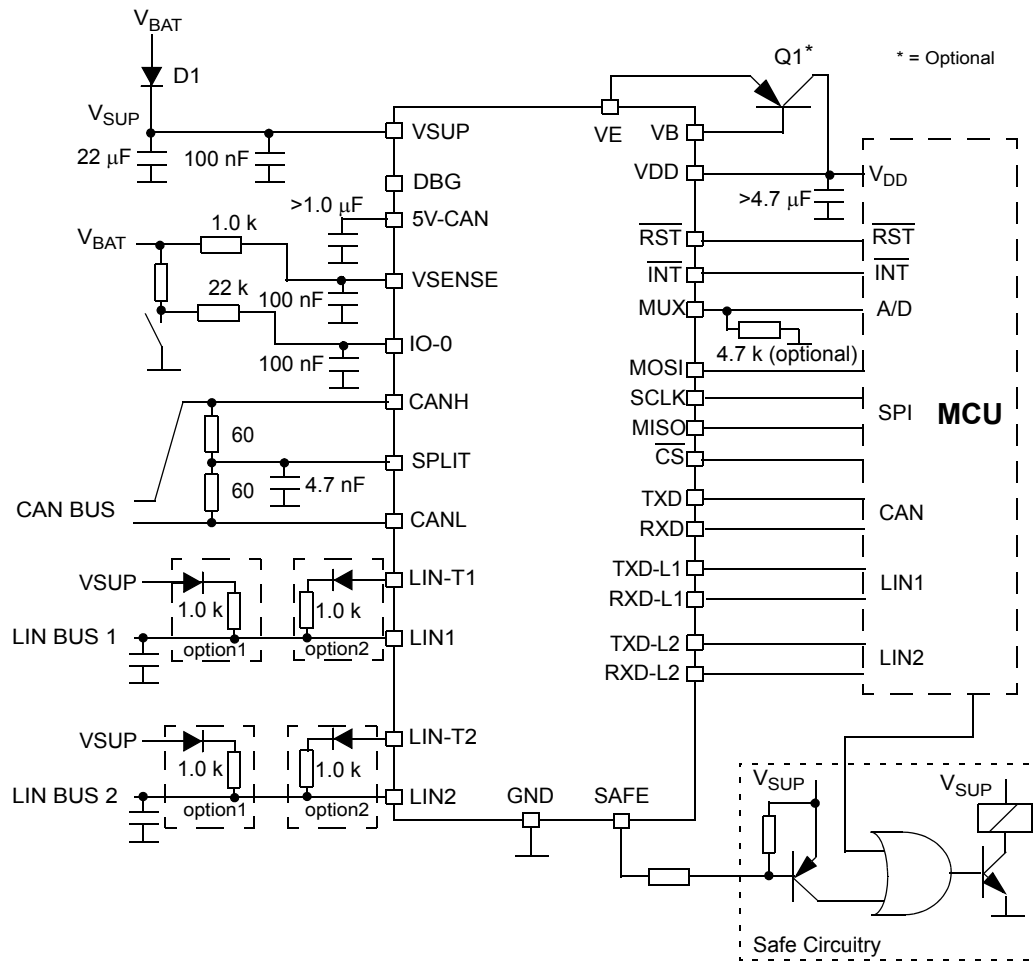 V_BAT
D1
V_SUP
22 µF
100 nF
Q1*
* = Optional
VSUP
DBG
>1.0 µF
5V-CAN
V_BAT
1.0 k
VSENSE
100 nF
22 k
IO-0
100 nF
CANH
60
SPLIT
60
4.7 nF
CAN BUS
CANL
VSUP
1.0 k
1.0 k
LIN-T1
LIN BUS 1
option1
option2
LIN1
VSUP
1.0 k
1.0 k
LIN-T2
LIN BUS 2
option1
option2
LIN2
GND
SAFE
VE
VB
VDD
V_DD
>4.7 µF
R̅S̅T̅
R̅S̅T̅
I̅N̅T̅
I̅N̅T̅
MUX
A/D
4.7 k (optional)
MOSI
SCLK
SPI
MCU
MISO
C̅S̅
TXD
CAN
RXD
TXD-L1
LIN1
RXD-L1
TXD-L2
LIN2
RXD-L2
V_SUP
V_SUP
Safe Circuitry